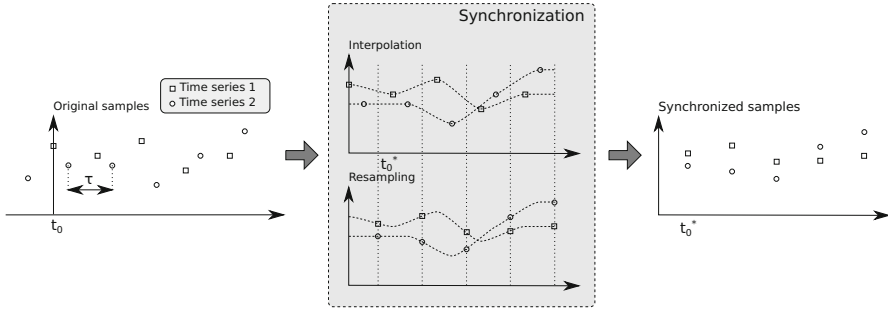 Synchronization
Interpolation
Time series 1
Time series 2
Original samples
τ
t0
t0*
Resampling
Synchronized samples
t0*